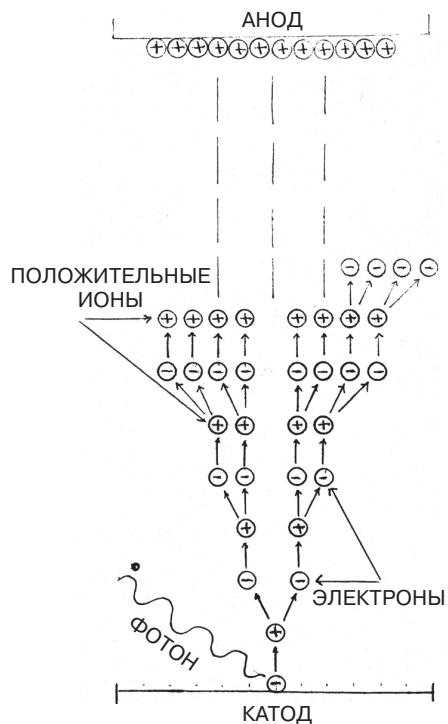 АНОД
ПОЛОЖИТЕЛЬНЫЕ
ИОНЫ
ЭЛЕКТРОНЫ
ФОТОН
КАТОД